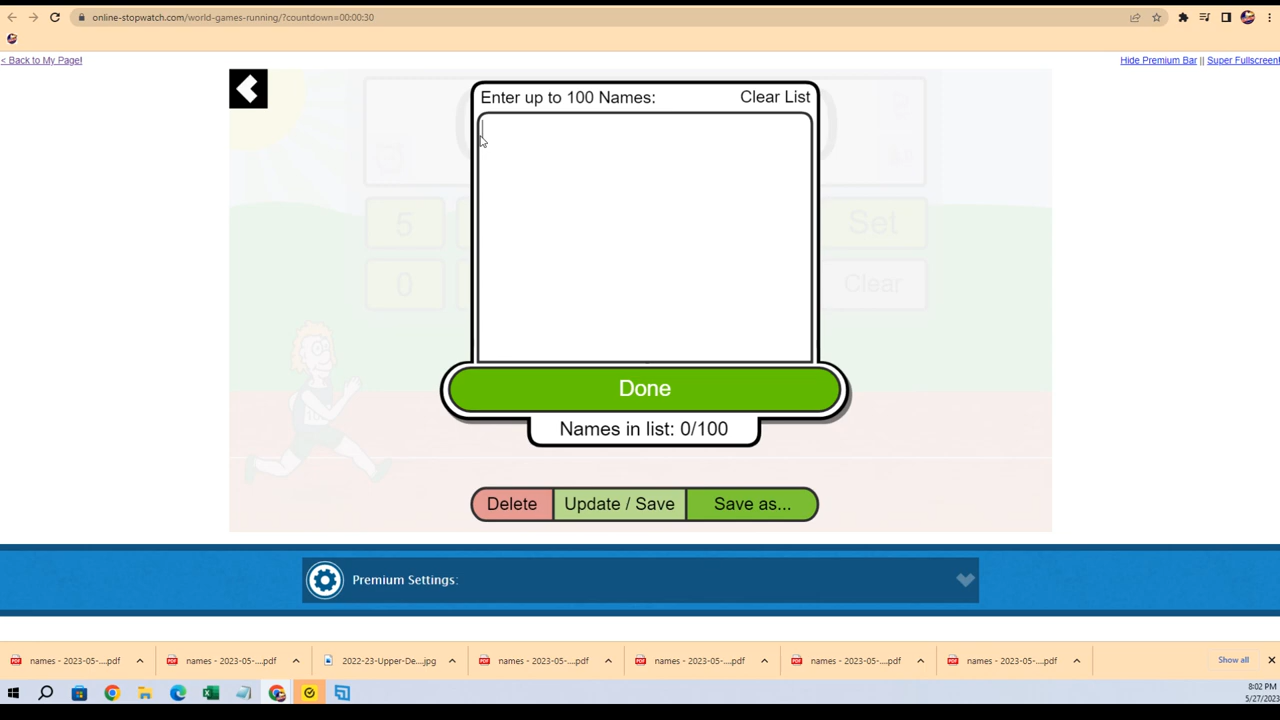 online-stopwatch.com/world-games-running/?countdown=00:00:30
< Back to My Page!
Hide Premium Bar || Super Fullscreen!
Enter up to 100 Names: Clear List
5 Set
0 Clear
Done
Names in list: 0/100
Delete Update / Save Save as...
Premium Settings:
names - 2023-05-....pdf names - 2023-05-....pdf 2022-23-Upper-De....jpg names - 2023-05-....pdf names - 2023-05-....pdf names - 2023-05-....pdf names - 2023-05-....pdf Show all
8:02 PM
5/27/2023